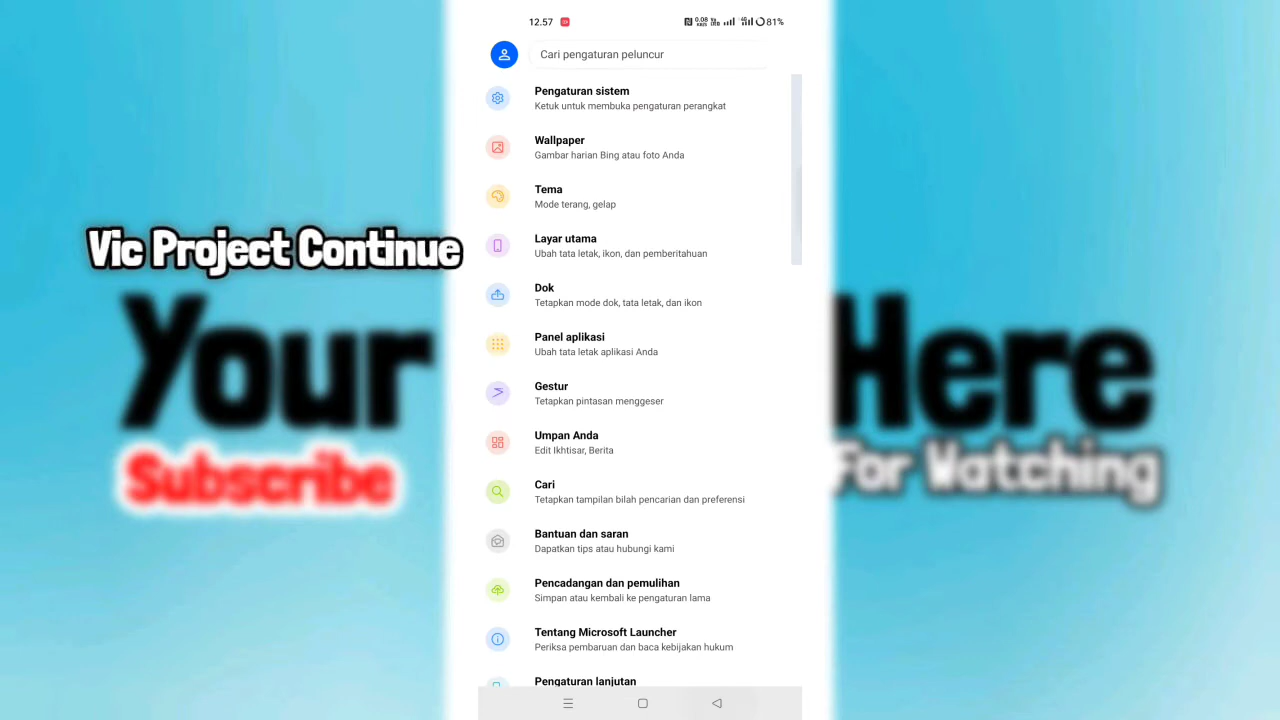 12.57
0.08
KB/S
81%
Cari pengaturan peluncur
Pengaturan sistem
Ketuk untuk membuka pengaturan perangkat
Wallpaper
Gambar harian Bing atau foto Anda
Tema
Mode terang, gelap
Layar utama
Ubah tata letak, ikon, dan pemberitahuan
Dok
Tetapkan mode dok, tata letak, dan ikon
Panel aplikasi
Ubah tata letak aplikasi Anda
Gestur
Tetapkan pintasan menggeser
Umpan Anda
Edit Ikhtisar, Berita
Cari
Tetapkan tampilan bilah pencarian dan preferensi
Bantuan dan saran
Dapatkan tips atau hubungi kami
Pencadangan dan pemulihan
Simpan atau kembali ke pengaturan lama
Tentang Microsoft Launcher
Periksa pembaruan dan baca kebijakan hukum
Pengaturan lanjutan
Vic Project Continue
Your
Here
Subscribe
For Watching